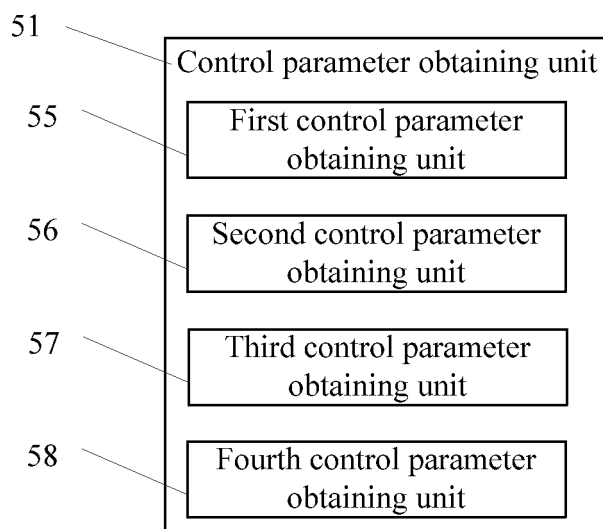 51
Control parameter obtaining unit
55
First control parameter
obtaining unit
56
Second control parameter
obtaining unit
57
Third control parameter
obtaining unit
58
Fourth control parameter
obtaining unit